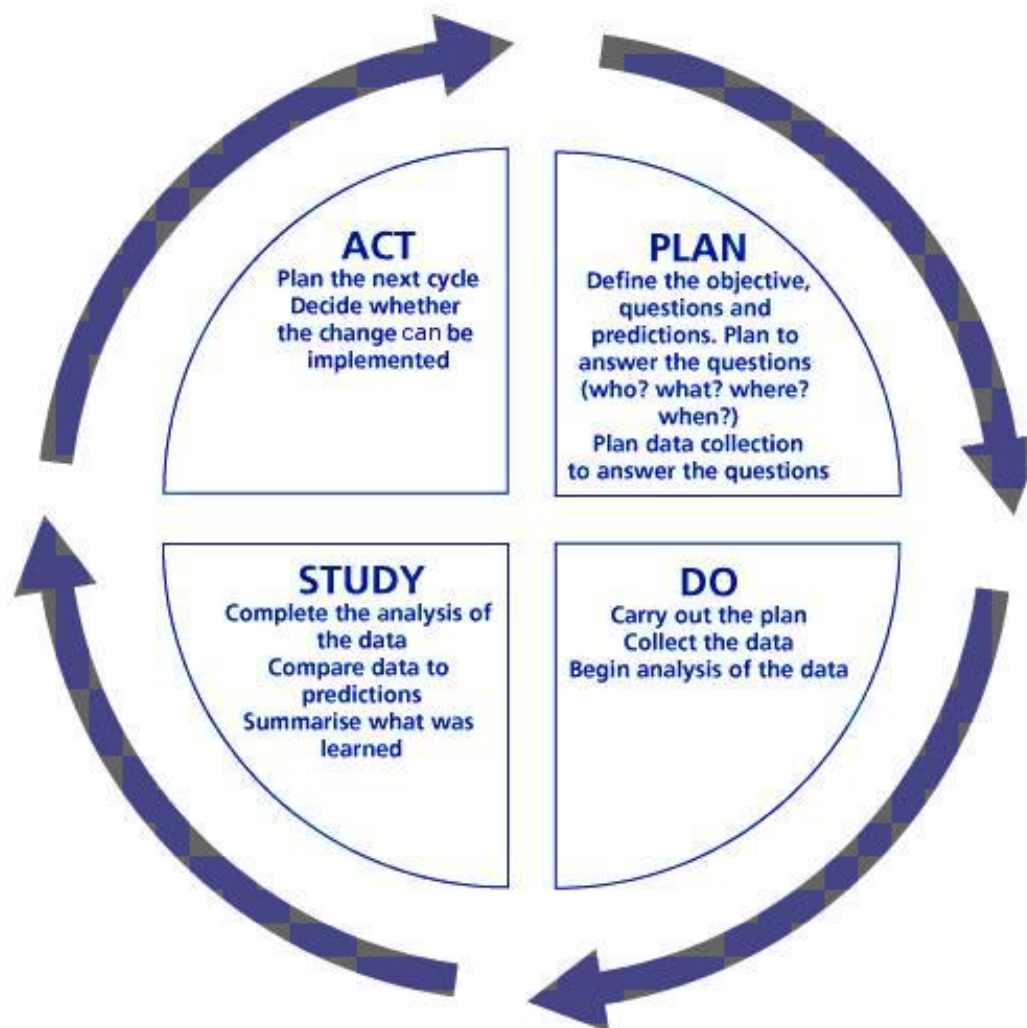 ACT
Plan the next cycle
Decide whether
the change can be
implemented
PLAN
Define the objective,
questions and
predictions. Plan to
answer the questions
(who? what? where?
when?)
Plan data collection
to answer the questions
STUDY
Complete the analysis of
the data
Compare data to
predictions
Summarise what was
learned
DO
Carry out the plan
Collect the data
Begin analysis of the data